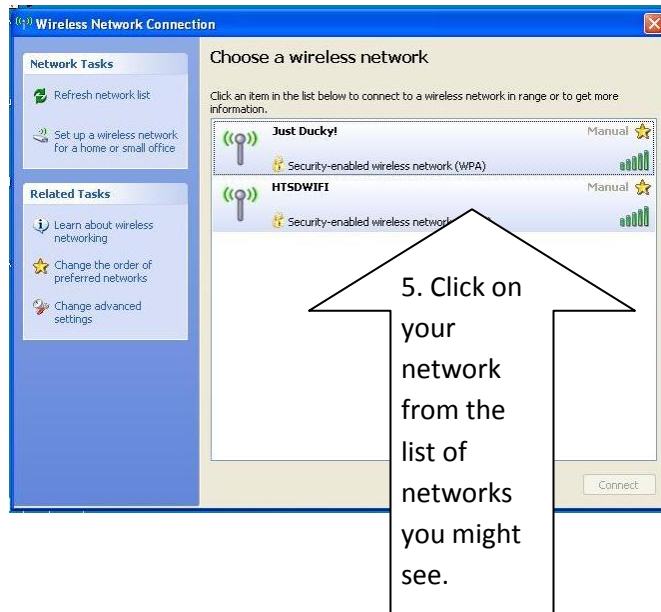 Wireless Network Connection
Network Tasks
Refresh network list
Set up a wireless network
for a home or small office
Related Tasks
Learn about wireless
networking
Change the order of
preferred networks
Change advanced
settings
Choose a wireless network
Click an item in the list below to connect to a wireless network in range or to get more
information.
Just Ducky!
Manual
Security-enabled wireless network (WPA)
HTSDWIFI
Manual
Security-enabled wireless network
5. Click on
your
network
from the
list of
networks
you might
see.
Connect